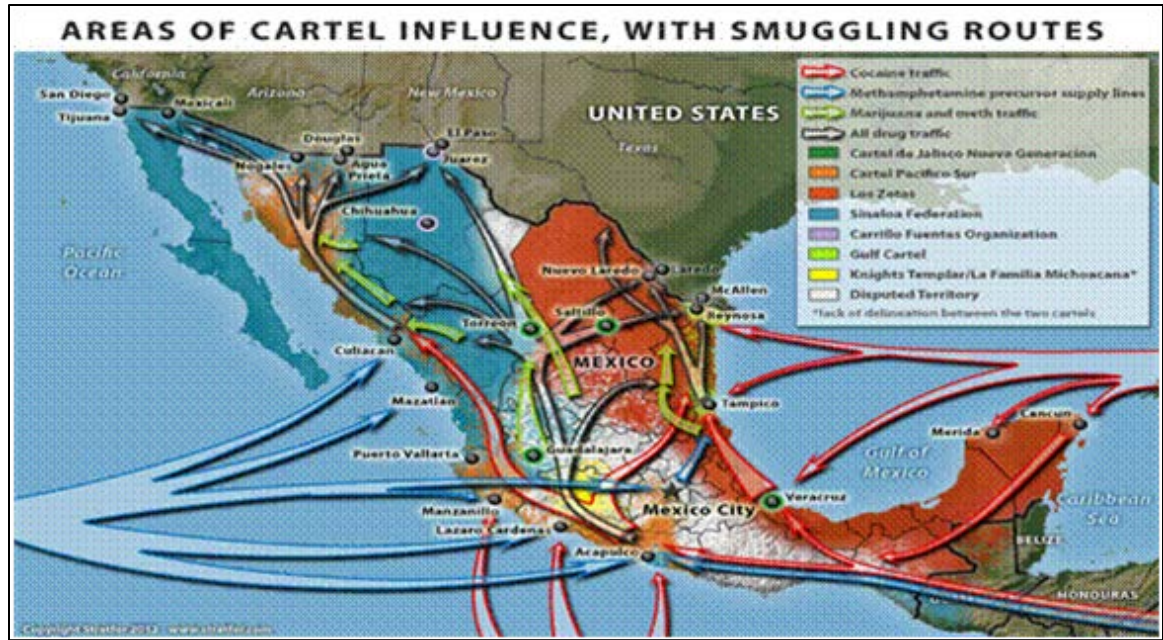 AREAS OF CARTEL INFLUENCE, WITH SMUGGLING ROUTES
Cocaine traffic
Methamphetamine precursor supply lines
Marijuana and meth traffic
All drug traffic
Cartel de Jalisco Nueva Generacion
Cartel Pacifico Sur
Los Zetas
Sinaloa Federation
Carrillo Fuentes Organization
Gulf Cartel
Knights Templar/La Familia Michoacana*
Disputed Territory
*lack of delineation between the two cartels
California
Arizona
New Mexico
UNITED STATES
Texas
San Diego
Tijuana
Mexicali
Douglas
El Paso
Nogales
Agua
Prieta
Juarez
Chihuahua
Pacific
Ocean
Nuevo Laredo
Laredo
McAllen
Reynosa
Saltillo
Torreón
MEXICO
Culiacan
Mazatlan
Tampico
Cancun
Merida
Puerto Vallarta
Guadalajara
Gulf of
Mexico
Manzanillo
Mexico City
Veracruz
Caribbean
Sea
Lazaro Cardenas
BELIZE
Acapulco
HONDURAS
Copyright Stratfor 2012 - www.stratfor.com